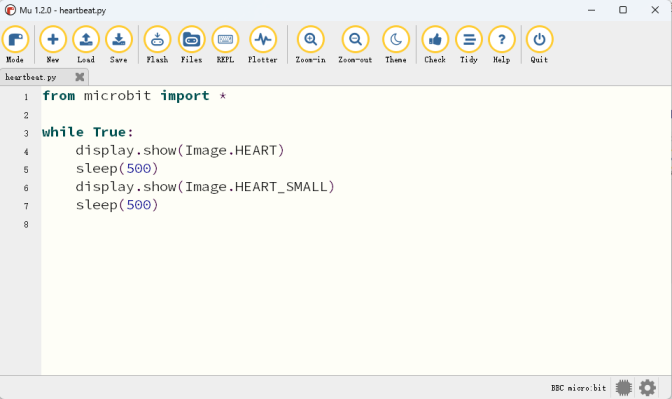 Mu 1.2.0 - heartbeat.py
Mode New Load Save Flash Files REPL Plotter Zoom-in Zoom-out Theme Check Tidy Help Quit
heartbeat.py
1 from microbit import *
2
3 while True:
4     display.show(Image.HEART)
5     sleep(500)
6     display.show(Image.HEART_SMALL)
7     sleep(500)
8
BBC micro:bit